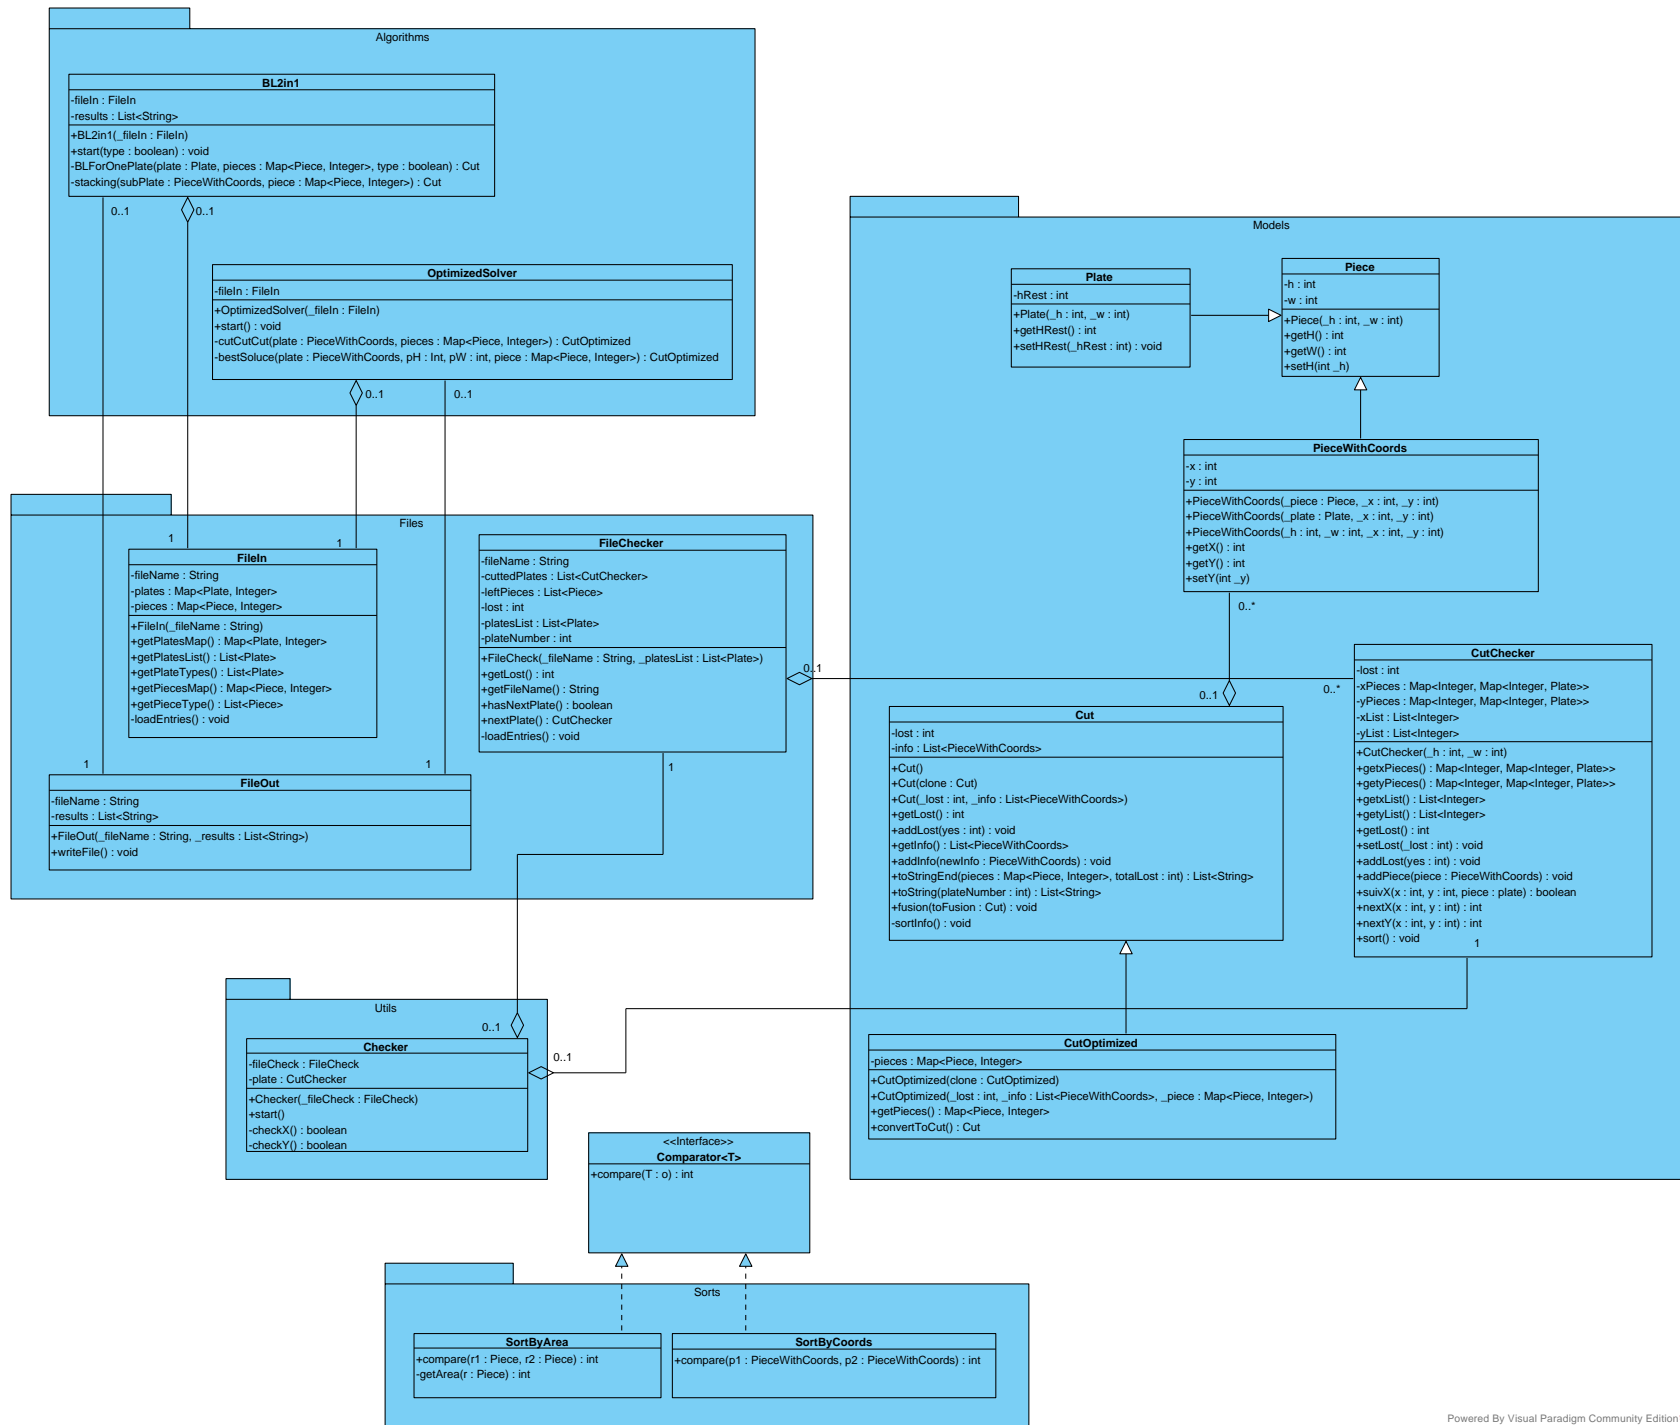 Algorithms
BL2in1
-fileIn : FileIn
-results : List<String>
+BL2in1(_fileIn : FileIn)
+start(type : boolean) : void
-BLForOnePlate(plate : Plate, pieces : Map<Piece, Integer>, type : boolean) : Cut
-stacking(subPlate : PieceWithCoords, piece : Map<Piece, Integer>) : Cut
0..1
0..1
OptimizedSolver
-fileIn : FileIn
+OptimizedSolver(_fileIn : FileIn)
+start() : void
-cutCutCut(plate : PieceWithCoords, pieces : Map<Piece, Integer>) : CutOptimized
-bestSoluce(plate : PieceWithCoords, pH : Int, pW : int, piece : Map<Piece, Integer>) : CutOptimized
0..1
0..1
Files
1
1
FileIn
-fileName : String
-plates : Map<Plate, Integer>
-pieces : Map<Piece, Integer>
+FileIn(_fileName : String)
+getPlatesMap() : Map<Plate, Integer>
+getPlatesList() : List<Plate>
+getPlateTypes() : List<Plate>
+getPiecesMap() : Map<Piece, Integer>
+getPieceType() : List<Piece>
-loadEntries() : void
FileChecker
-fileName : String
-cuttedPlates : List<CutChecker>
-leftPieces : List<Piece>
-lost : int
-platesList : List<Plate>
-plateNumber : int
+FileCheck(_fileName : String, _platesList : List<Plate>)
+getLost() : int
+getFileName() : String
+hasNextPlate() : boolean
+nextPlate() : CutChecker
-loadEntries() : void
0..1
1
1
1
FileOut
-fileName : String
-results : List<String>
+FileOut(_fileName : String, _results : List<String>)
+writeFile() : void
Models
Plate
-hRest : int
+Plate(_h : int, _w : int)
+getHRest() : int
+setHRest(_hRest : int) : void
Piece
-h : int
-w : int
+Piece(_h : int, _w : int)
+getH() : int
+getW() : int
+setH(int _h)
PieceWithCoords
-x : int
-y : int
+PieceWithCoords(_piece : Piece, _x : int, _y : int)
+PieceWithCoords(_plate : Plate, _x : int, _y : int)
+PieceWithCoords(_h : int, _w : int, _x : int, _y : int)
+getX() : int
+getY() : int
+setY(int _y)
0..*
0..*
0..1
Cut
-lost : int
-info : List<PieceWithCoords>
+Cut()
+Cut(clone : Cut)
+Cut(_lost : int, _info : List<PieceWithCoords>)
+getLost() : int
+addLost(yes : int) : void
+getInfo() : List<PieceWithCoords>
+addInfo(newInfo : PieceWithCoords) : void
+toStringEnd(pieces : Map<Piece, Integer>, totalLost : int) : List<String>
+toString(plateNumber : int) : List<String>
+fusion(toFusion : Cut) : void
-sortInfo() : void
CutChecker
-lost : int
-xPieces : Map<Integer, Map<Integer, Plate>>
-yPieces : Map<Integer, Map<Integer, Plate>>
-xList : List<Integer>
-yList : List<Integer>
+CutChecker(_h : int, _w : int)
+getxPieces() : Map<Integer, Map<Integer, Plate>>
+getyPieces() : Map<Integer, Map<Integer, Plate>>
+getxList() : List<Integer>
+getyList() : List<Integer>
+getLost() : int
+setLost(_lost : int) : void
+addLost(yes : int) : void
+addPiece(piece : PieceWithCoords) : void
+suivX(x : int, y : int, piece : plate) : boolean
+nextX(x : int, y : int) : int
+nextY(x : int, y : int) : int
+sort() : void
1
CutOptimized
-pieces : Map<Piece, Integer>
+CutOptimized(clone : CutOptimized)
+CutOptimized(_lost : int, _info : List<PieceWithCoords>, _piece : Map<Piece, Integer>)
+getPieces() : Map<Piece, Integer>
+convertToCut() : Cut
Utils
0..1
Checker
-fileCheck : FileCheck
-plate : CutChecker
+Checker(_fileCheck : FileCheck)
+start()
-checkX() : boolean
-checkY() : boolean
0..1
<<Interface>>
Comparator<T>
+compare(T : o) : int
Sorts
SortByArea
+compare(r1 : Piece, r2 : Piece) : int
-getArea(r : Piece) : int
SortByCoords
+compare(p1 : PieceWithCoords, p2 : PieceWithCoords) : int
Powered By Visual Paradigm Community Edition